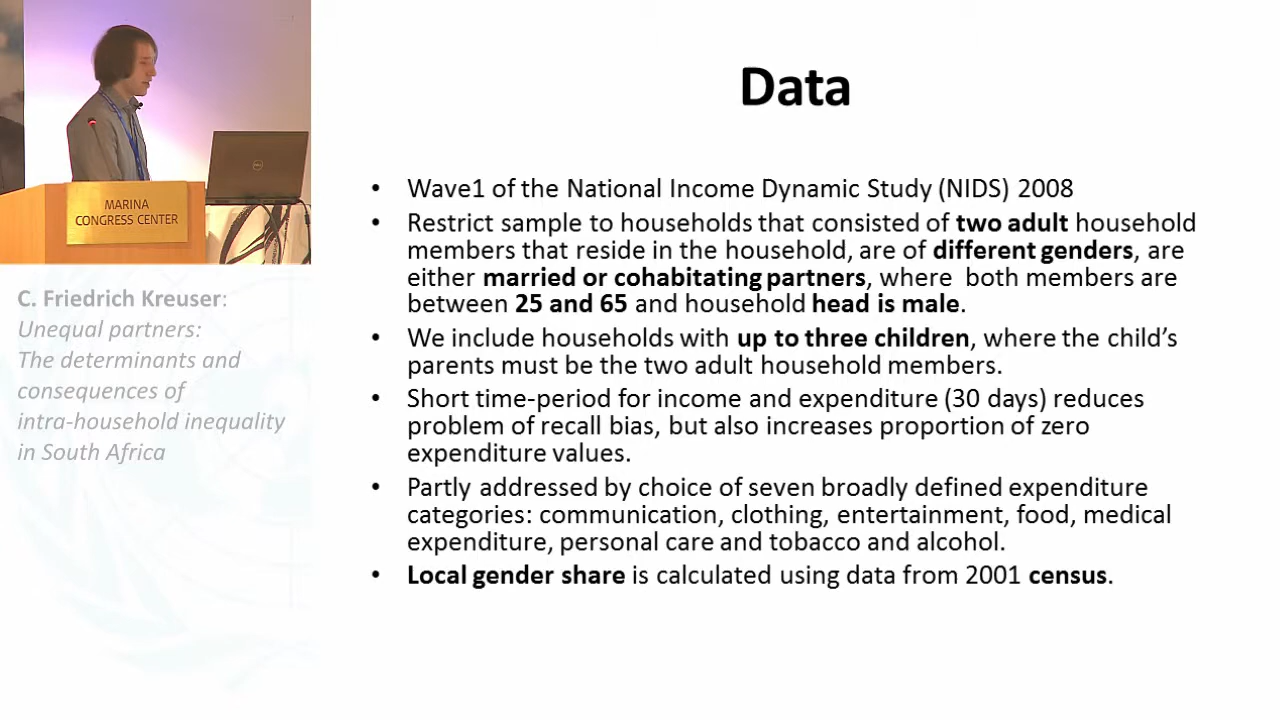 MARINA
CONGRESS CENTER
C. Friedrich Kreuser:
Unequal partners:
The determinants and
consequences of
intra-household inequality
in South Africa
Data
• Wave1 of the National Income Dynamic Study (NIDS) 2008
• Restrict sample to households that consisted of two adult household
members that reside in the household, are of different genders, are
either married or cohabitating partners, where both members are
between 25 and 65 and household head is male.
• We include households with up to three children, where the child's
parents must be the two adult household members.
• Short time-period for income and expenditure (30 days) reduces
problem of recall bias, but also increases proportion of zero
expenditure values.
• Partly addressed by choice of seven broadly defined expenditure
categories: communication, clothing, entertainment, food, medical
expenditure, personal care and tobacco and alcohol.
• Local gender share is calculated using data from 2001 census.